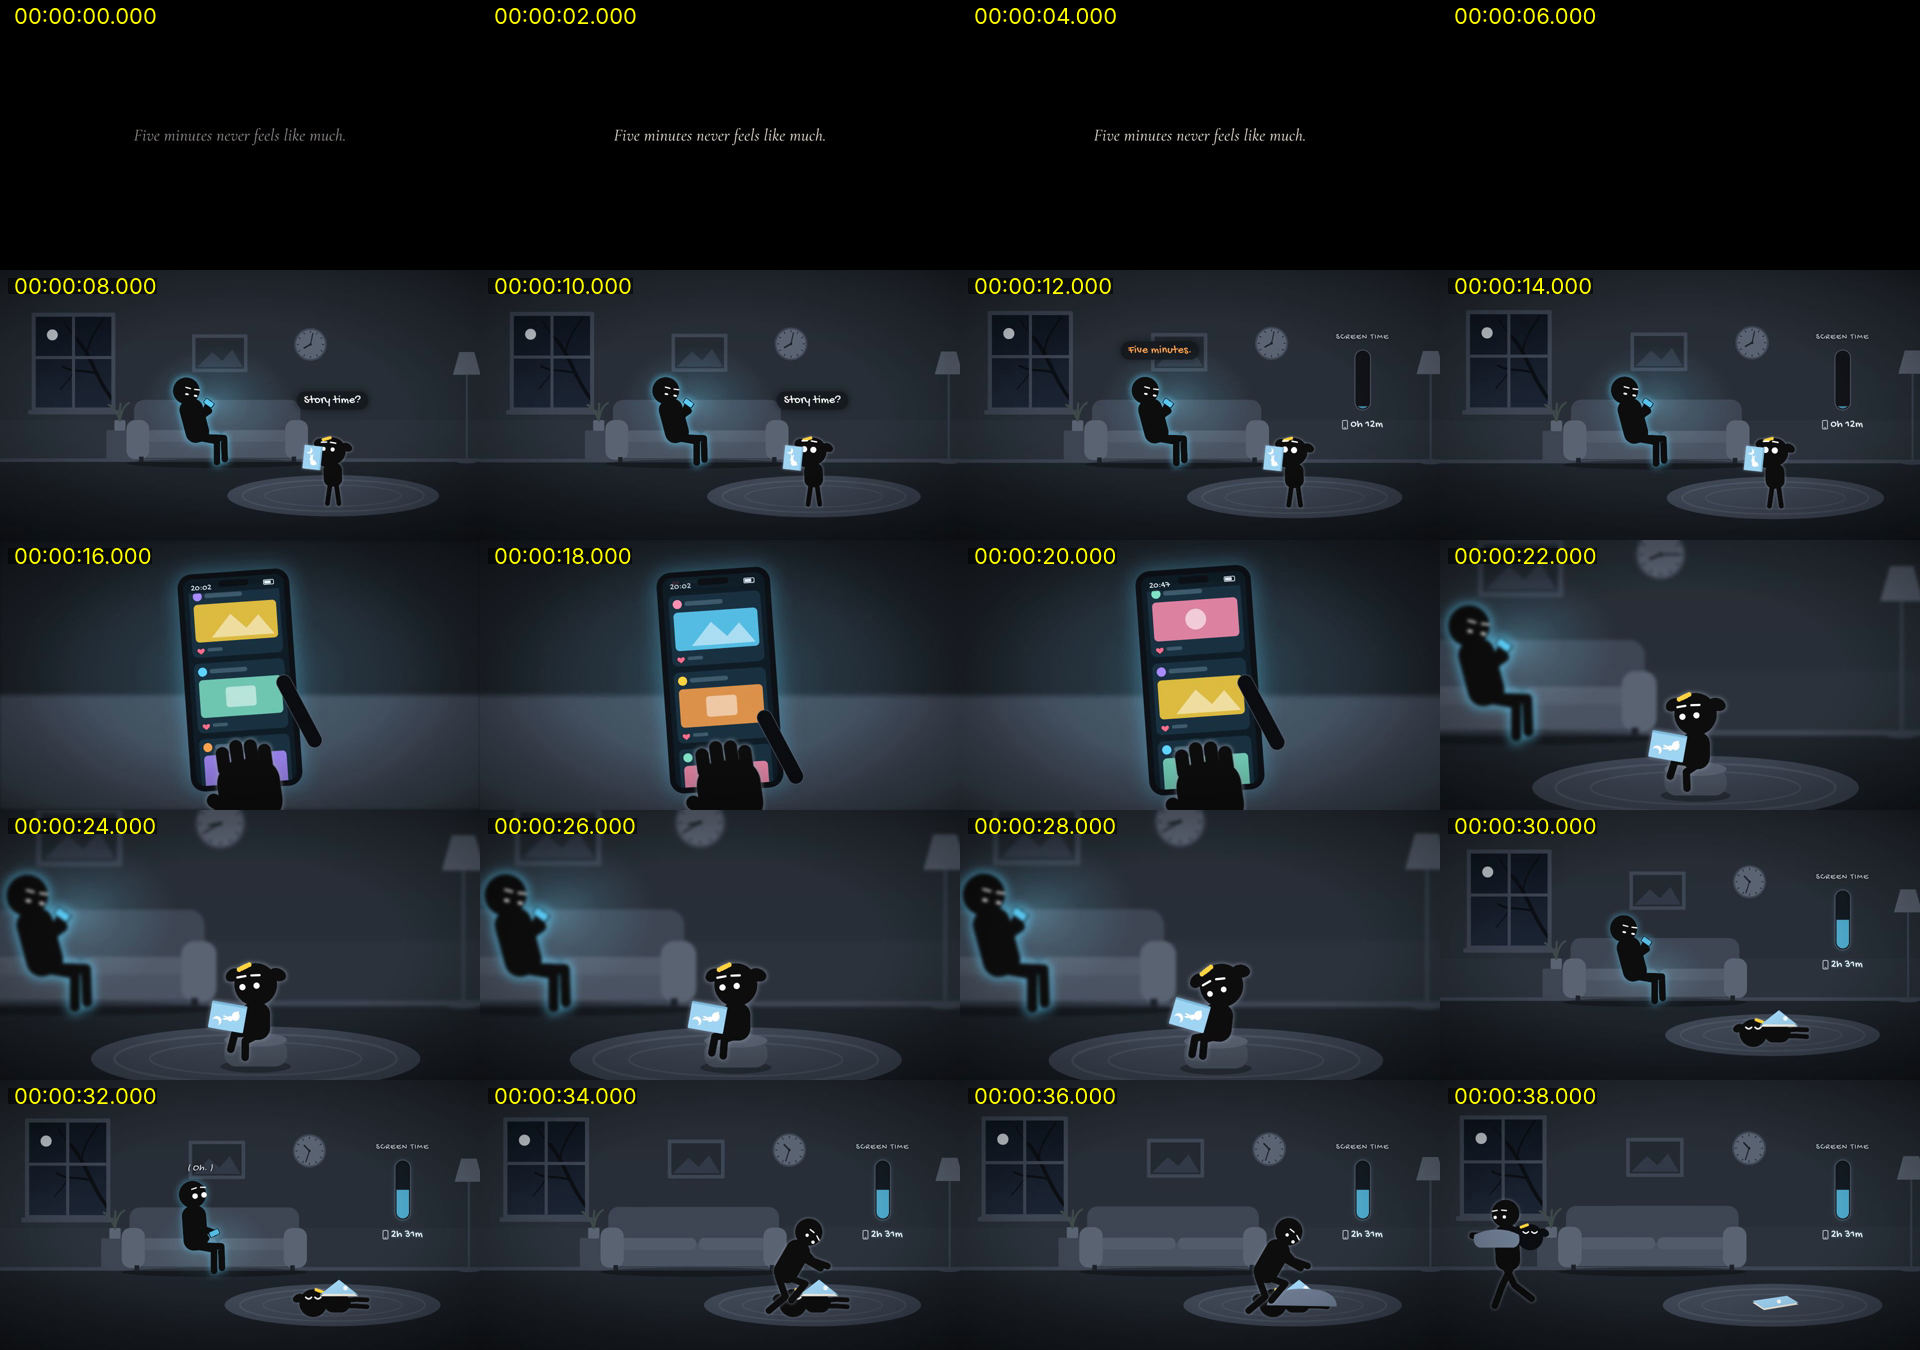 00:00:00.000
Five minutes never feels like much.
00:00:02.000
Five minutes never feels like much.
00:00:04.000
Five minutes never feels like much.
00:00:06.000
00:00:08.000
Story time?
00:00:10.000
Story time?
00:00:12.000
Five minutes.
SCREEN TIME
0h 12m
00:00:14.000
SCREEN TIME
0h 12m
00:00:16.000
20:02
00:00:18.000
20:02
00:00:20.000
20:47
00:00:22.000
00:00:24.000
00:00:26.000
00:00:28.000
00:00:30.000
SCREEN TIME
2h 31m
00:00:32.000
(Oh.)
SCREEN TIME
2h 31m
00:00:34.000
SCREEN TIME
2h 31m
00:00:36.000
SCREEN TIME
2h 31m
00:00:38.000
SCREEN TIME
2h 31m